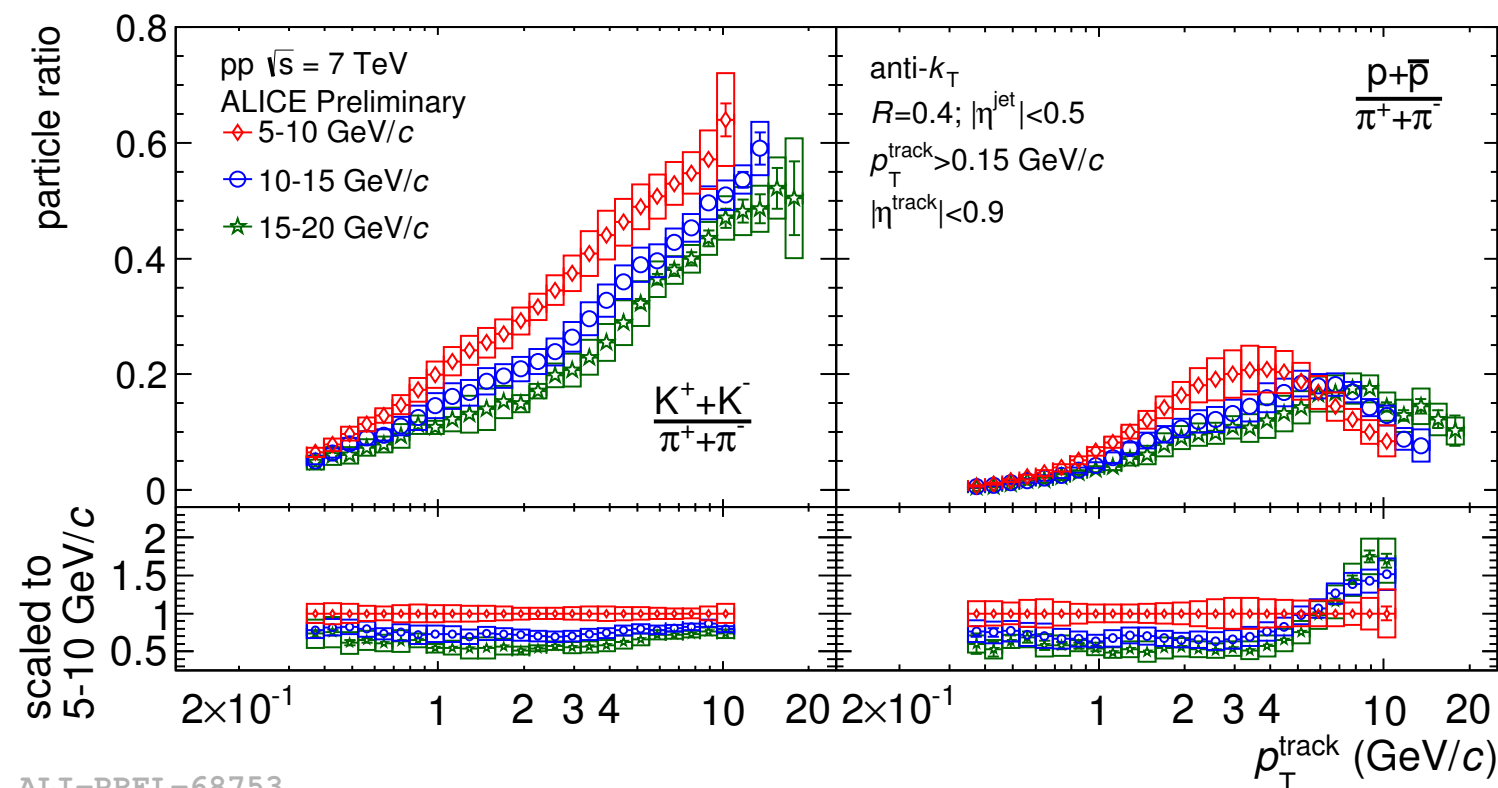 particle ratio
0.8
0.6
0.4
0.2
0
pp √s = 7 TeV
ALICE Preliminary
5-10 GeV/c
10-15 GeV/c
15-20 GeV/c
K⁺+K⁻
π⁺+π⁻
anti-k_T
R=0.4; |η^jet|<0.5
p_T^track>0.15 GeV/c
|η^track|<0.9
p+p̅
π⁺+π⁻
scaled to
5-10 GeV/c
2
1.5
1
0.5
2×10⁻¹ 1 2 3 4 10 20 2×10⁻¹ 1 2 3 4 10 20
p_T^track (GeV/c)
ALI-PREL-68753